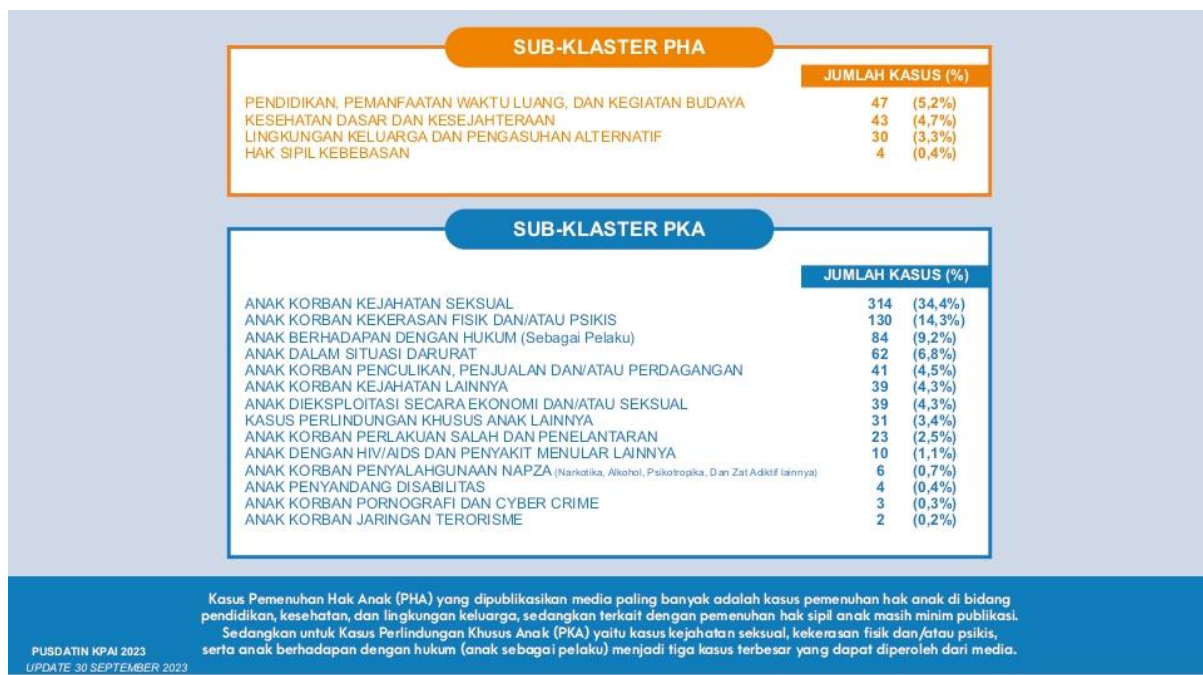 SUB-KLASTER PHA
JUMLAH KASUS (%)
PENDIDIKAN, PEMANFAATAN WAKTU LUANG, DAN KEGIATAN BUDAYA 47 (5,2%)
KESEHATAN DASAR DAN KESEJAHTERAAN 43 (4,7%)
LINGKUNGAN KELUARGA DAN PENGASUHAN ALTERNATIF 30 (3,3%)
HAK SIPIL KEBEBASAN 4 (0,4%)
SUB-KLASTER PKA
JUMLAH KASUS (%)
ANAK KORBAN KEJAHATAN SEKSUAL 314 (34,4%)
ANAK KORBAN KEKERASAN FISIK DAN/ATAU PSIKIS 130 (14,3%)
ANAK BERHADAPAN DENGAN HUKUM (Sebagai Pelaku) 84 (9,2%)
ANAK DALAM SITUASI DARURAT 62 (6,8%)
ANAK KORBAN PENCULIKAN, PENJUALAN DAN/ATAU PERDAGANGAN 41 (4,5%)
ANAK KORBAN KEJAHATAN LAINNYA 39 (4,3%)
ANAK DIEKSPLOITASI SECARA EKONOMI DAN/ATAU SEKSUAL 39 (4,3%)
KASUS PERLINDUNGAN KHUSUS ANAK LAINNYA 31 (3,4%)
ANAK KORBAN PERLAKUAN SALAH DAN PENELANTARAN 23 (2,5%)
ANAK DENGAN HIV/AIDS DAN PENYAKIT MENULAR LAINNYA 10 (1,1%)
ANAK KORBAN PENYALAHGUNAAN NAPZA (Narkotika, Alkohol, Psikotropika, Dan Zat Adiktif lainnya) 6 (0,7%)
ANAK PENYANDANG DISABILITAS 4 (0,4%)
ANAK KORBAN PORNOGRAFI DAN CYBER CRIME 3 (0,3%)
ANAK KORBAN JARINGAN TERORISME 2 (0,2%)
Kasus Pemenuhan Hak Anak (PHA) yang dipublikasikan media paling banyak adalah kasus pemenuhan hak anak di bidang
pendidikan, kesehatan, dan lingkungan keluarga, sedangkan terkait dengan pemenuhan hak sipil anak masih minim publikasi.
Sedangkan untuk Kasus Perlindungan Khusus Anak (PKA) yaitu kasus kejahatan seksual, kekerasan fisik dan/atau psikis,
serta anak berhadapan dengan hukum (anak sebagai pelaku) menjadi tiga kasus terbesar yang dapat diperoleh dari media.
PUSDATIN KPAI 2023
UPDATE 30 SEPTEMBER 2023